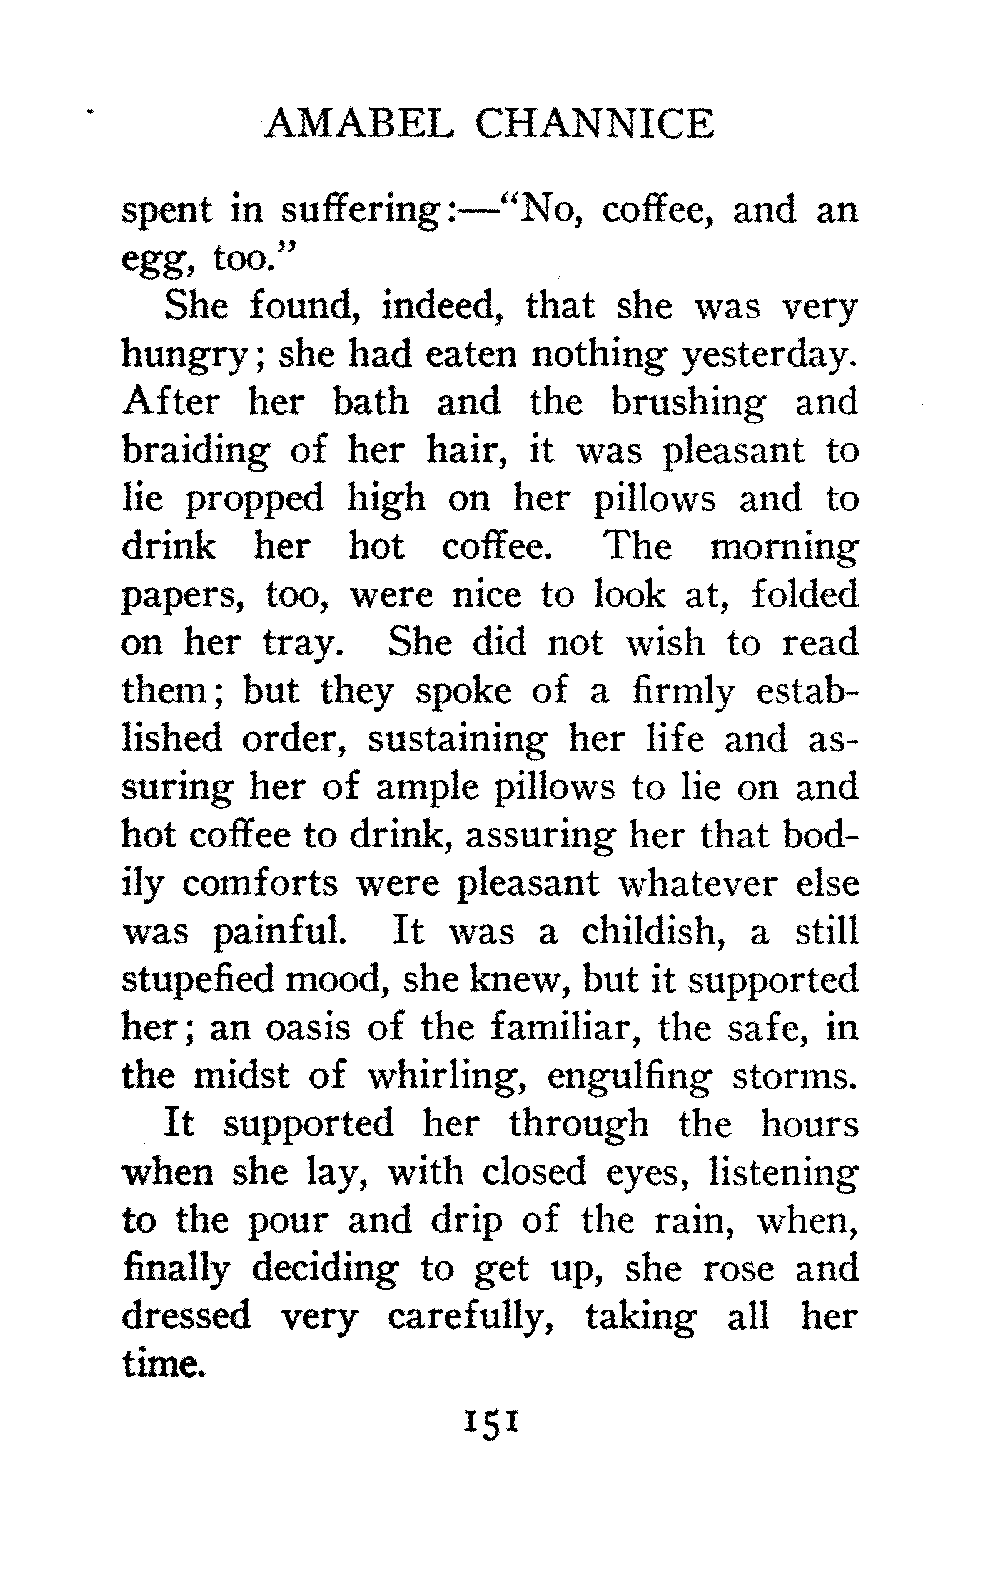 AMABEL CHANNICE
spent in suffering:—"No, coffee, and an
egg, too."
She found, indeed, that she was very
hungry; she had eaten nothing yesterday.
After her bath and the brushing and
braiding of her hair, it was pleasant to
lie propped high on her pillows and to
drink her hot coffee. The morning
papers, too, were nice to look at, folded
on her tray. She did not wish to read
them; but they spoke of a firmly estab-
lished order, sustaining her life and as-
suring her of ample pillows to lie on and
hot coffee to drink, assuring her that bod-
ily comforts were pleasant whatever else
was painful. It was a childish, a still
stupefied mood, she knew, but it supported
her; an oasis of the familiar, the safe, in
the midst of whirling, engulfing storms.
It supported her through the hours
when she lay, with closed eyes, listening
to the pour and drip of the rain, when,
finally deciding to get up, she rose and
dressed very carefully, taking all her
time.
151